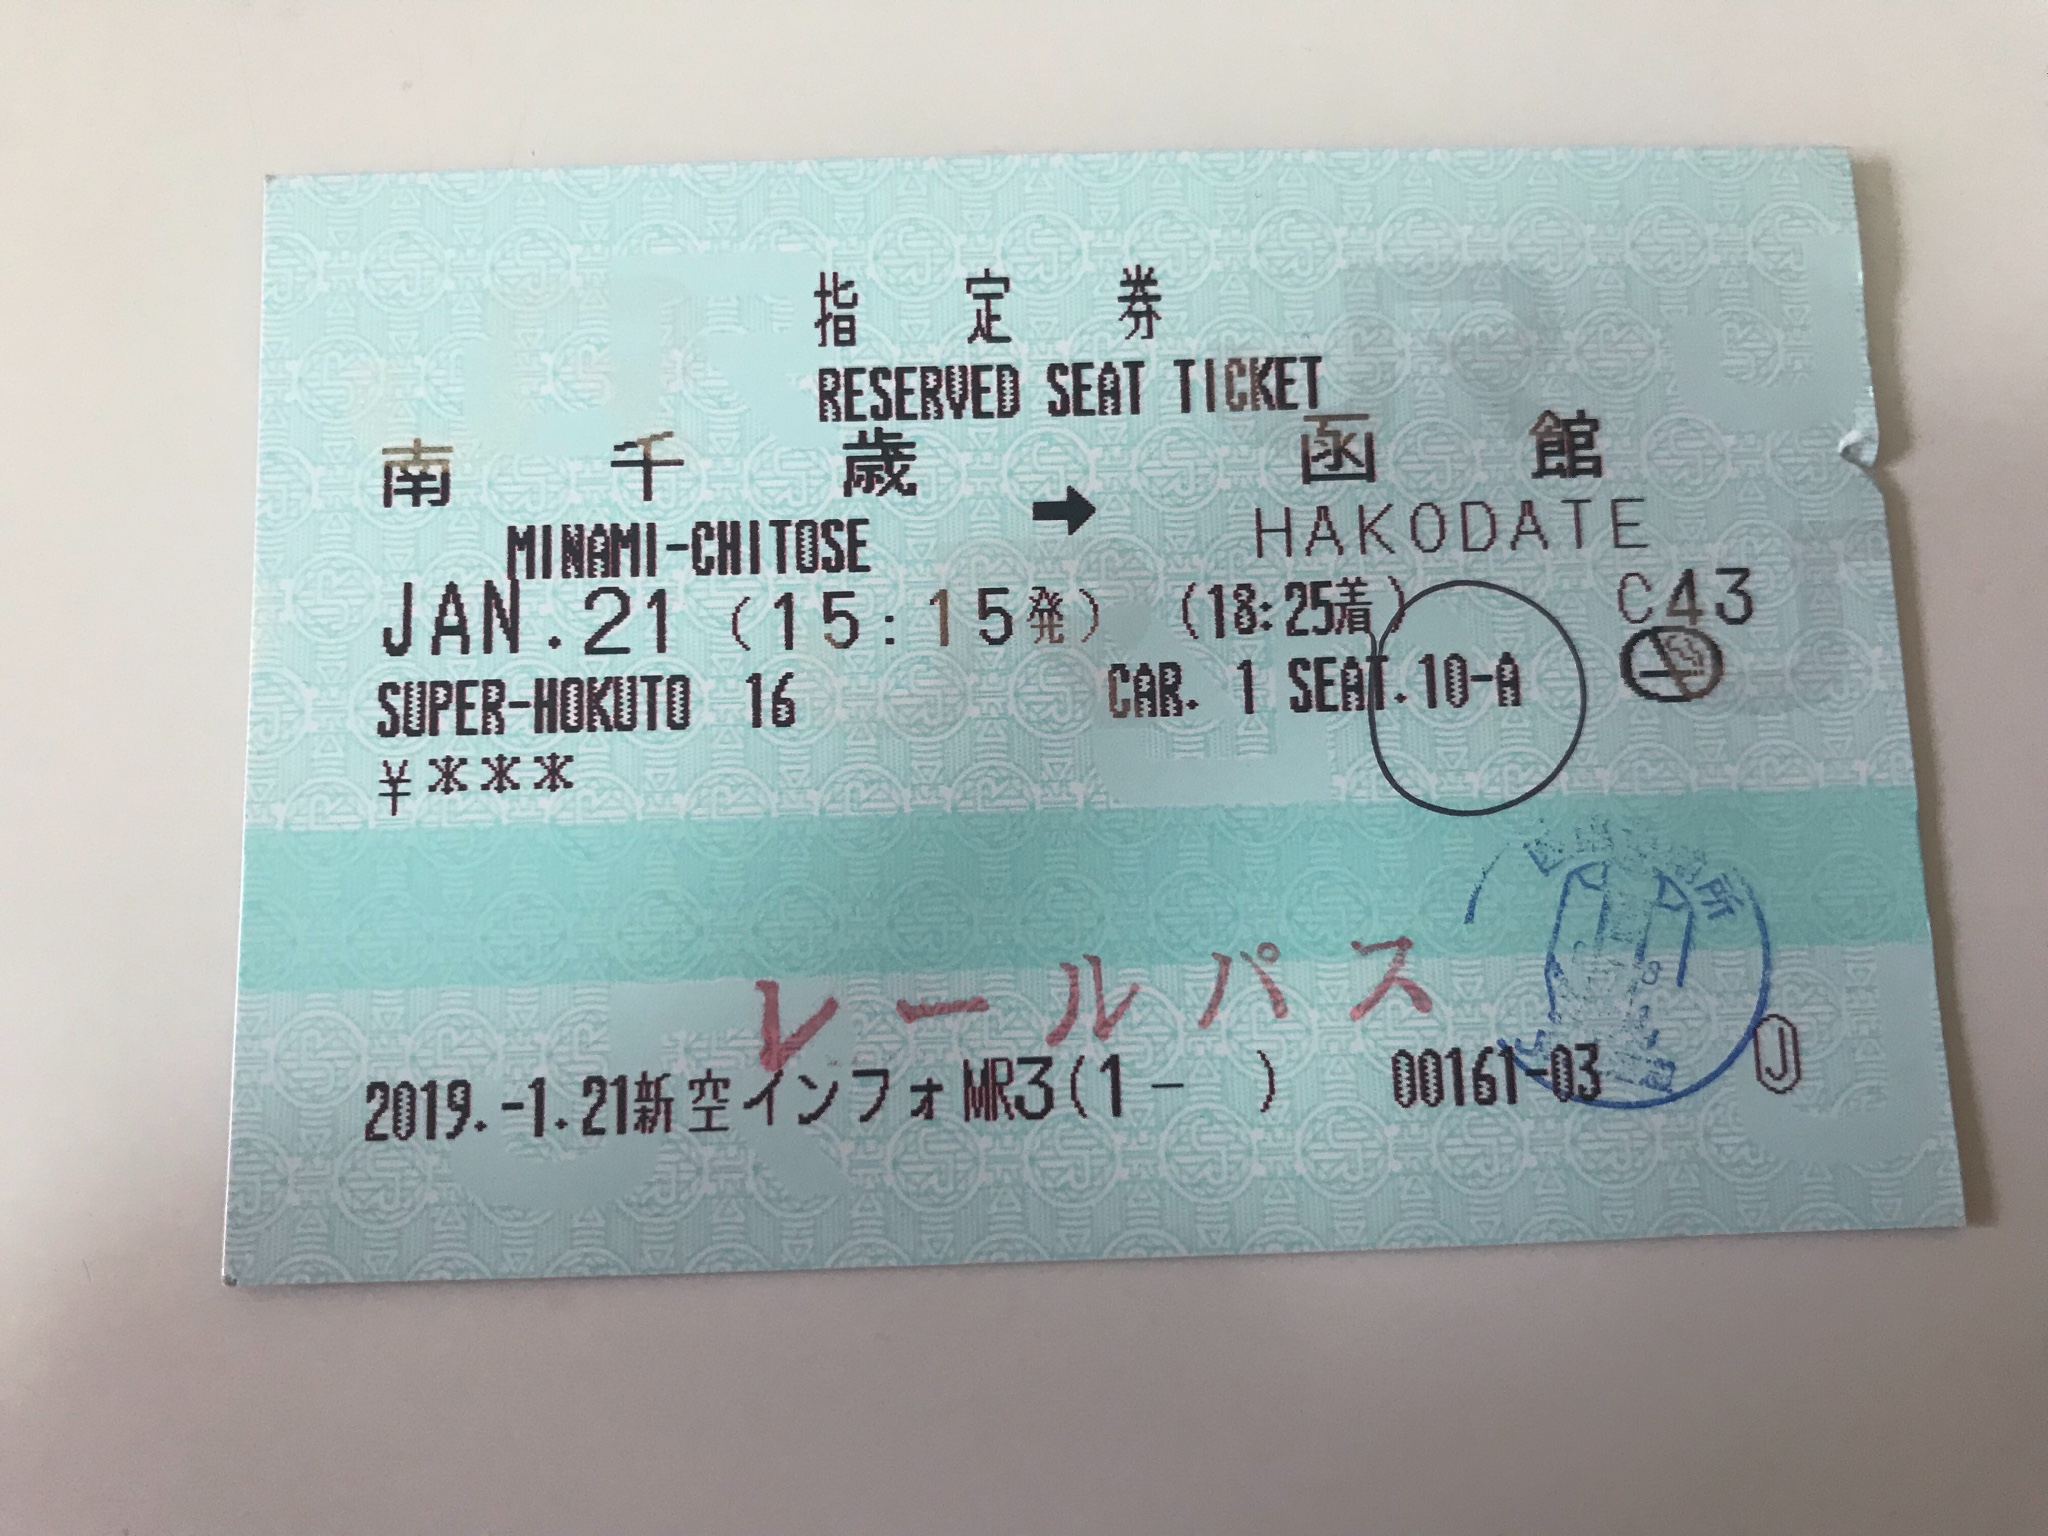 指定券
RESERVED SEAT TICKET
南千歳 ➡ 函館
MINAMI-CHITOSE HAKODATE
JAN.21 (15:15発) (18:25着) C43
SUPER-HOKUTO 16 CAR. 1 SEAT.10-A
¥***
レールパス
2019.-1.21新空インフォMR3(1- ) 00161-03 J